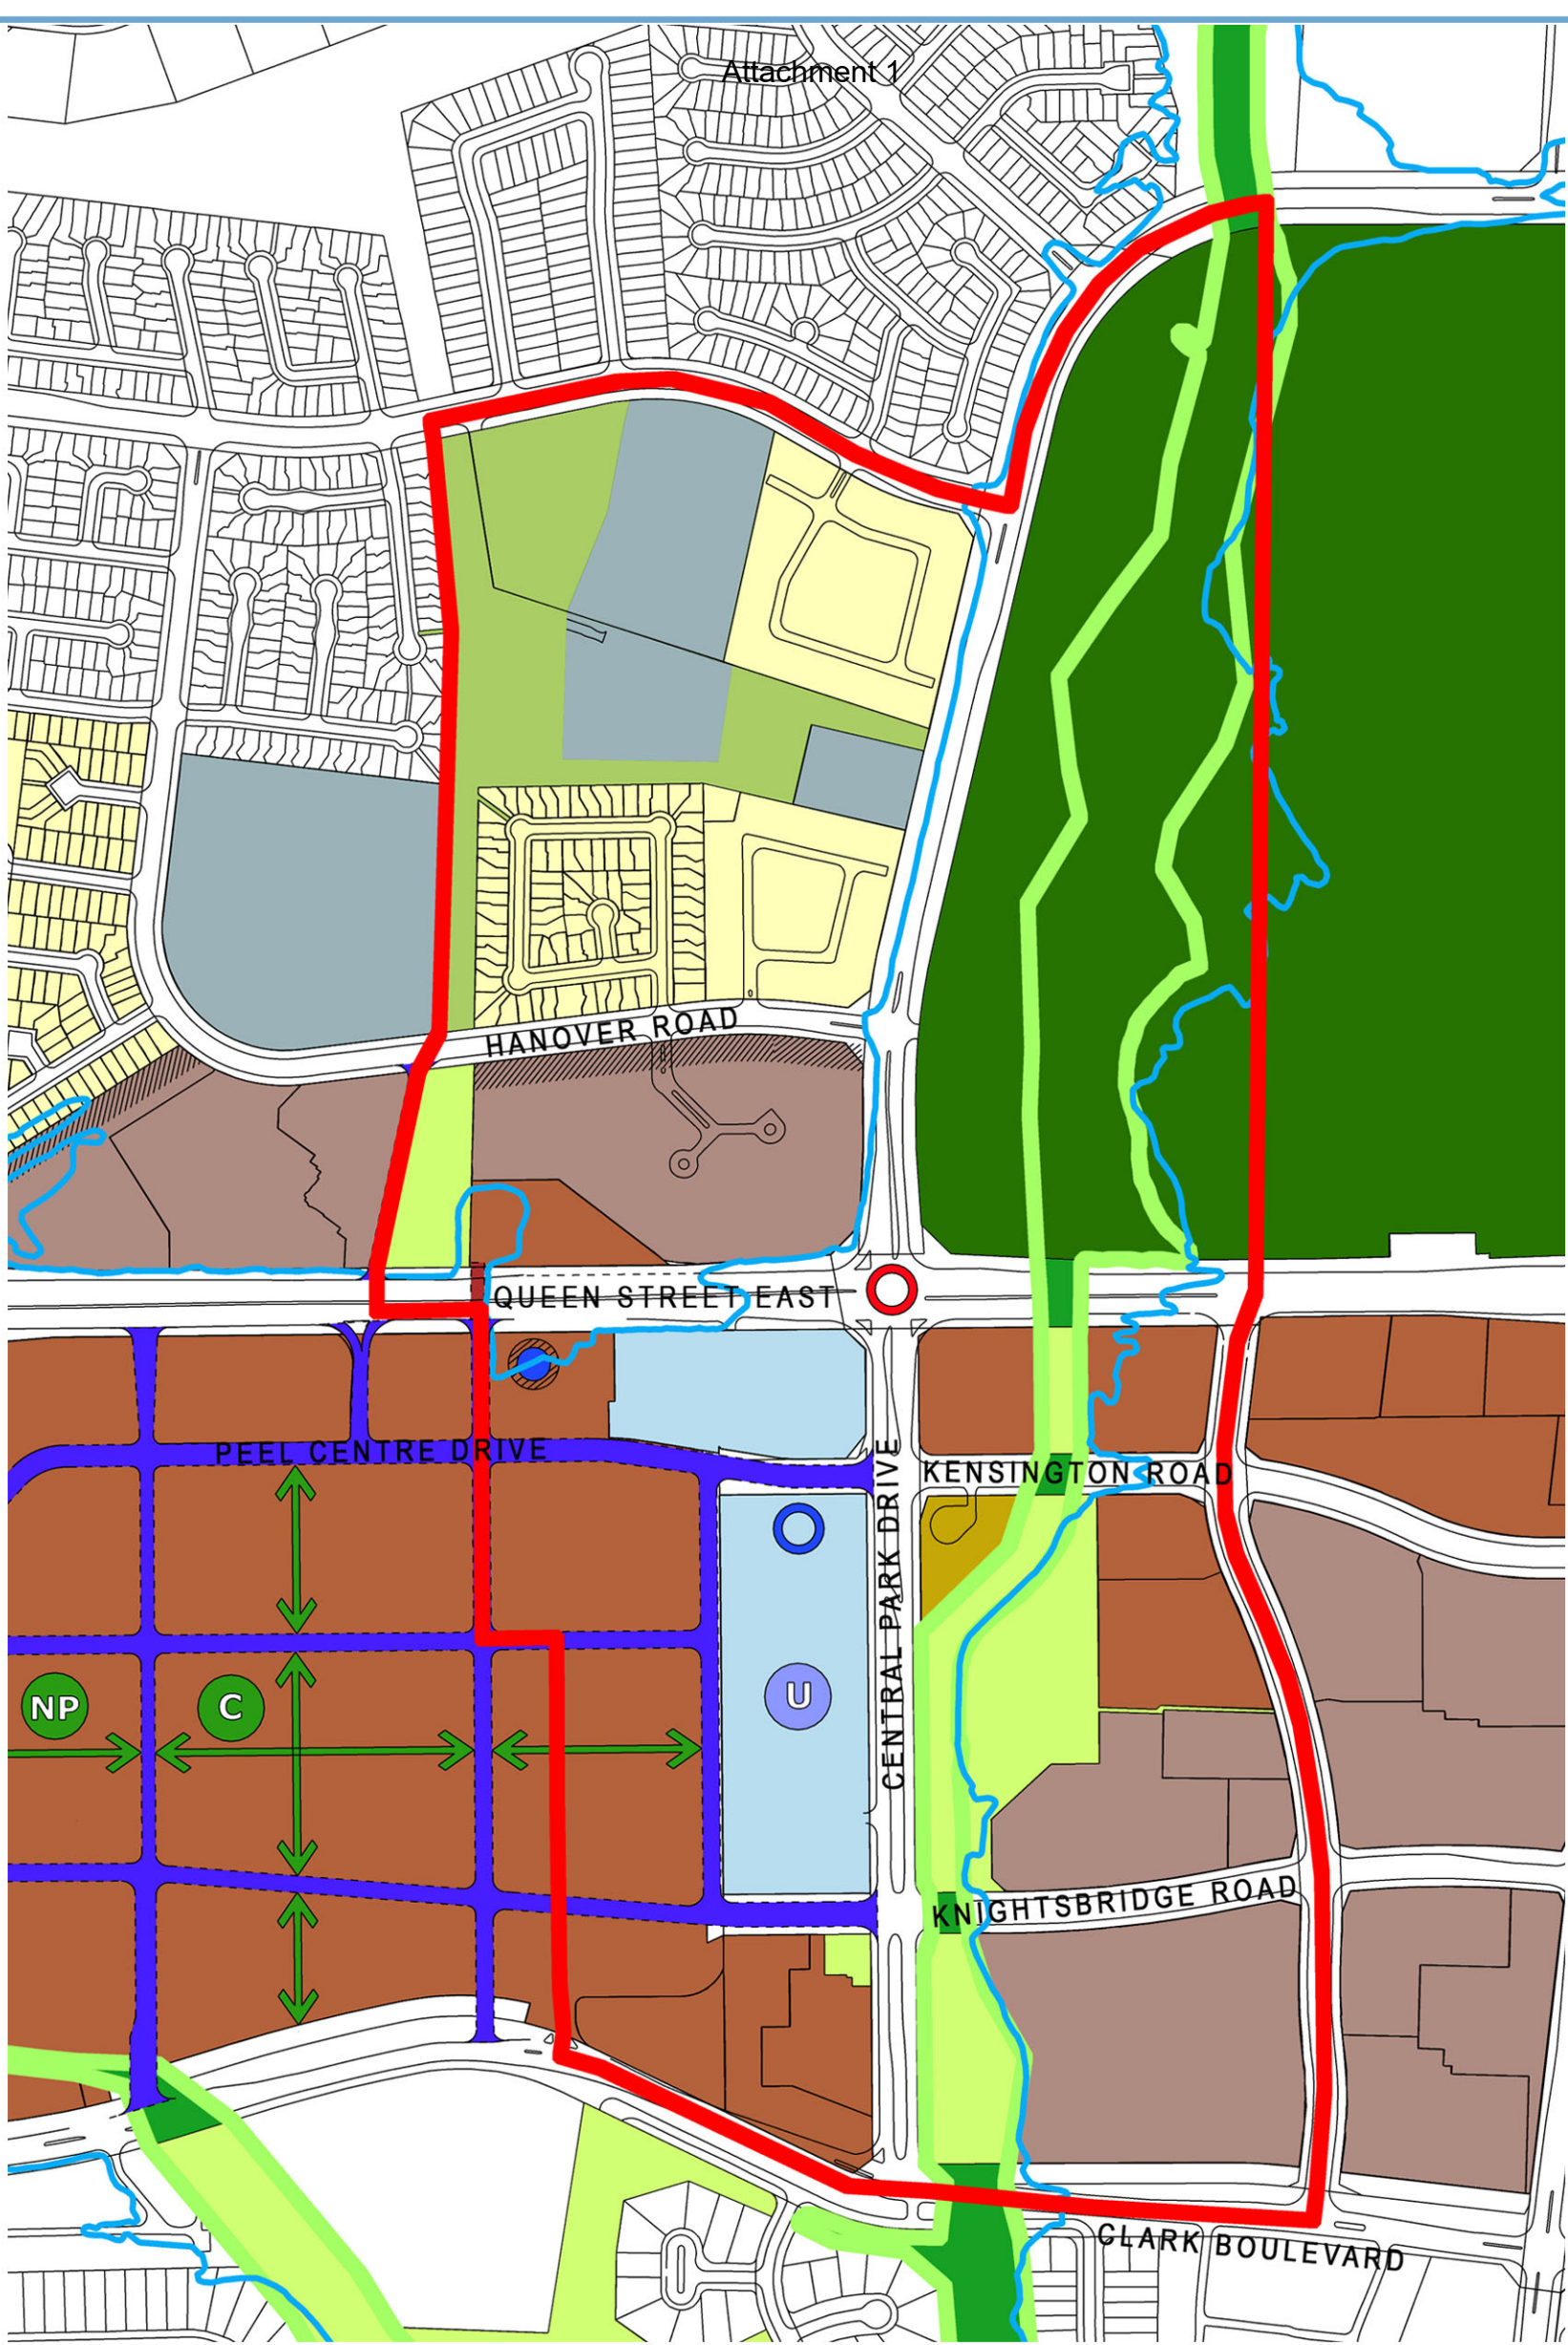 Attachment 1
HANOVER ROAD
QUEEN STREET EAST
PEEL CENTRE DRIVE
KENSINGTON ROAD
CENTRAL PARK DRIVE
NP
C
U
KNIGHTSBRIDGE ROAD
CLARK BOULEVARD